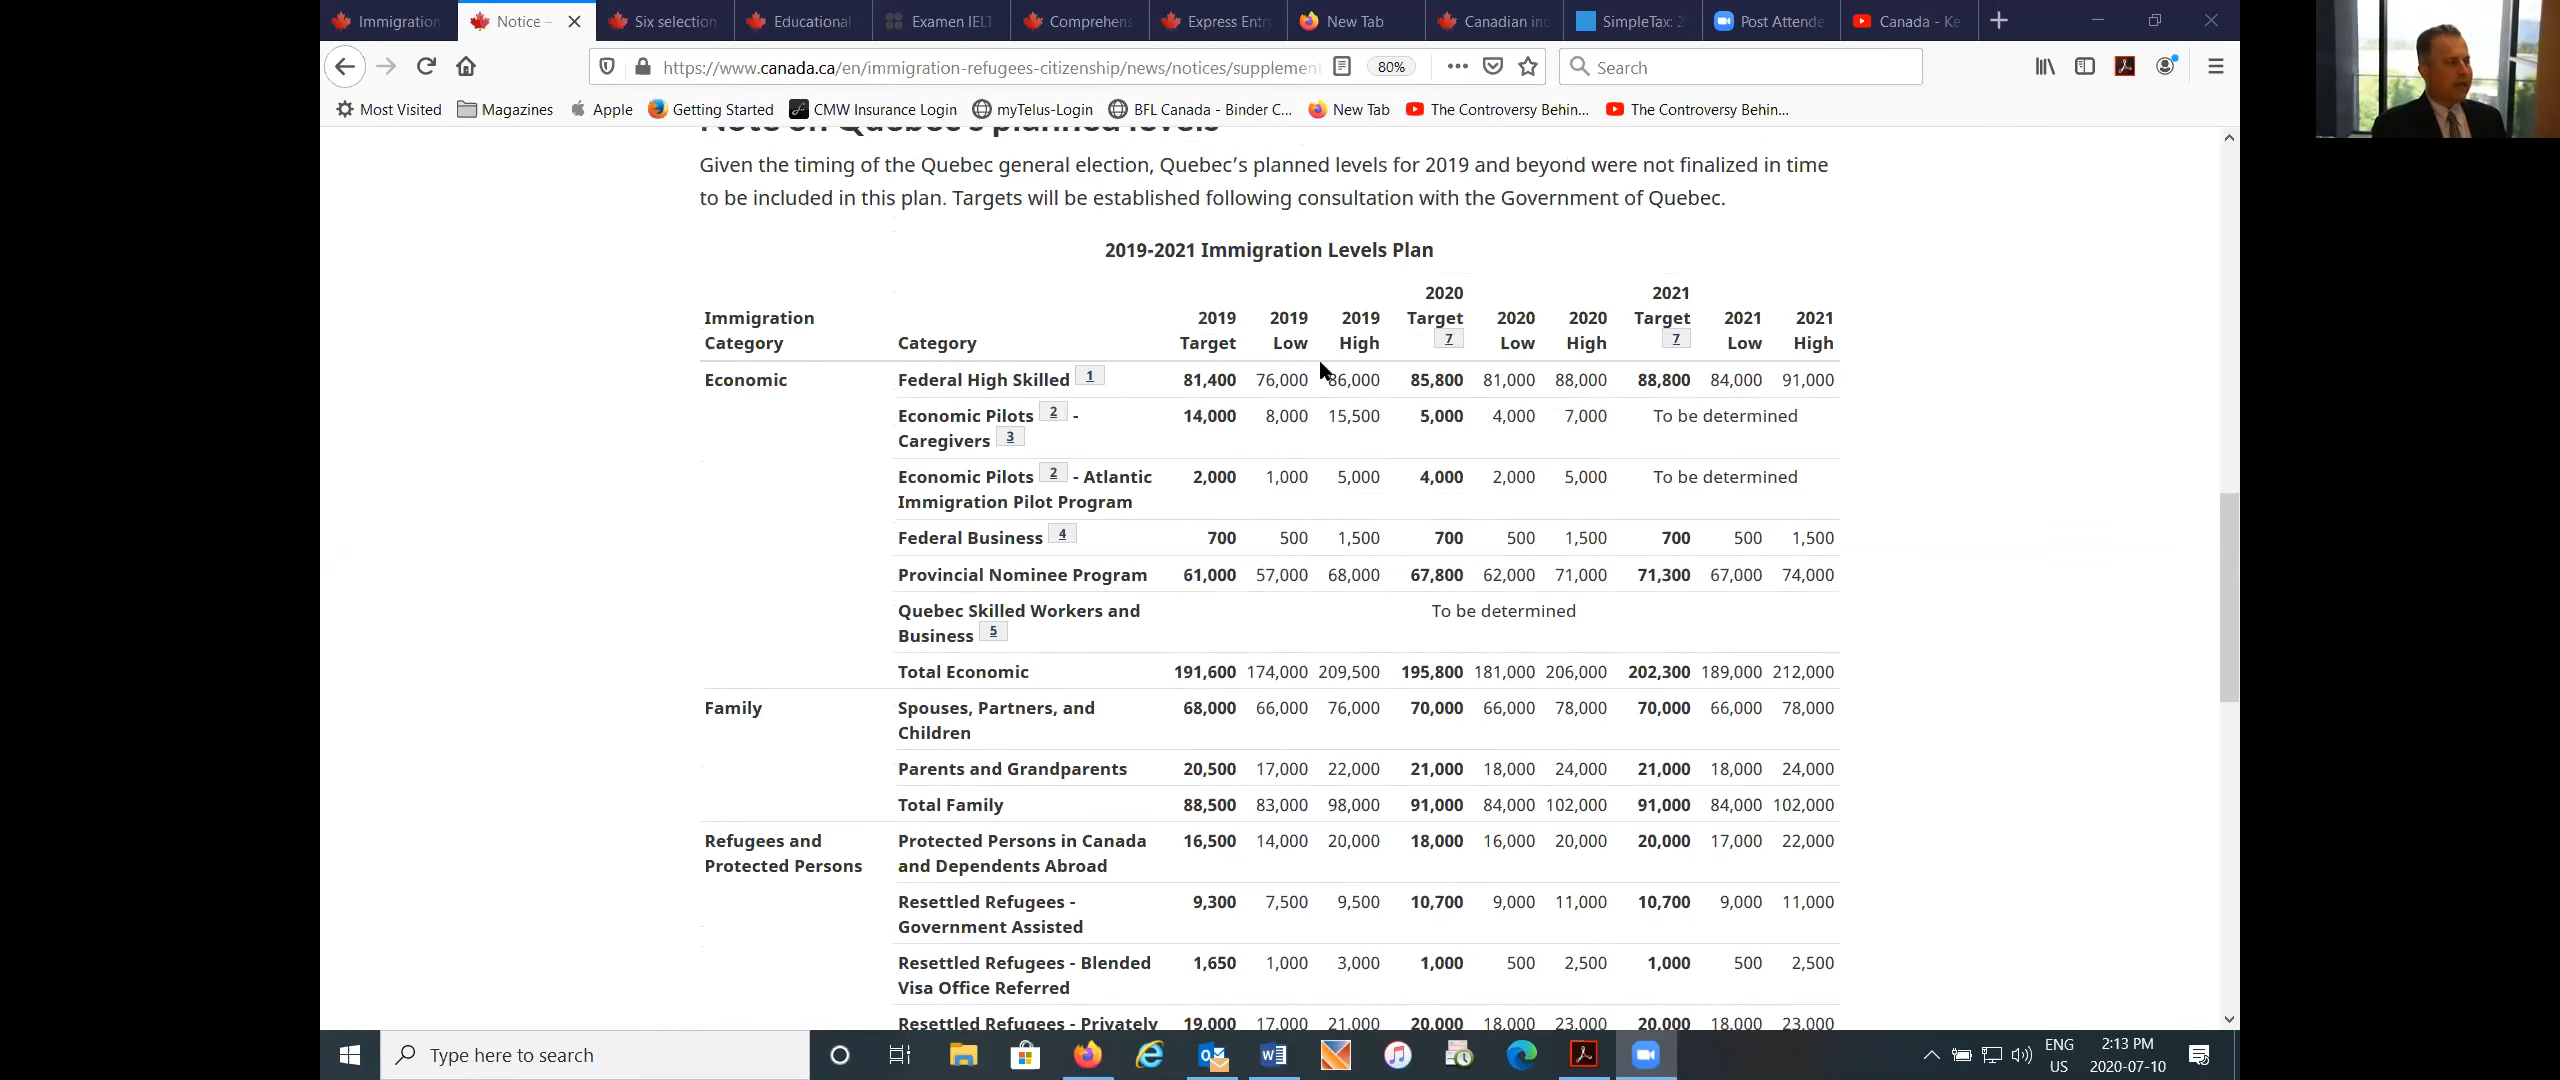 Immigration
Notice –
Six selection
Educational
Examen IELT
Comprehens
Express Entr
New Tab
Canadian inc
SimpleTax: 2
Post Attende
Canada - Ke
https://www.canada.ca/en/immigration-refugees-citizenship/news/notices/supplement
80%
Search
Most Visited
Magazines
Apple
Getting Started
CMW Insurance Login
myTelus-Login
BFL Canada - Binder C...
New Tab
The Controversy Behin...
The Controversy Behin...
Note on Quebec's planned levels
Given the timing of the Quebec general election, Quebec's planned levels for 2019 and beyond were not finalized in time
to be included in this plan. Targets will be established following consultation with the Government of Quebec.
2019-2021 Immigration Levels Plan
Immigration Category Category 2019 Target 2019 Low 2019 High 2020 Target 7 2020 Low 2020 High 2021 Target 7 2021 Low 2021 High
Economic Federal High Skilled 1 81,400 76,000 86,000 85,800 81,000 88,000 88,800 84,000 91,000
Economic Pilots 2 - 14,000 8,000 15,500 5,000 4,000 7,000 To be determined
Caregivers 3
Economic Pilots 2 - Atlantic 2,000 1,000 5,000 4,000 2,000 5,000 To be determined
Immigration Pilot Program
Federal Business 4 700 500 1,500 700 500 1,500 700 500 1,500
Provincial Nominee Program 61,000 57,000 68,000 67,800 62,000 71,000 71,300 67,000 74,000
Quebec Skilled Workers and To be determined
Business 5
Total Economic 191,600 174,000 209,500 195,800 181,000 206,000 202,300 189,000 212,000
Family Spouses, Partners, and 68,000 66,000 76,000 70,000 66,000 78,000 70,000 66,000 78,000
Children
Parents and Grandparents 20,500 17,000 22,000 21,000 18,000 24,000 21,000 18,000 24,000
Total Family 88,500 83,000 98,000 91,000 84,000 102,000 91,000 84,000 102,000
Refugees and Protected Persons in Canada 16,500 14,000 20,000 18,000 16,000 20,000 20,000 17,000 22,000
Protected Persons and Dependents Abroad
Resettled Refugees - 9,300 7,500 9,500 10,700 9,000 11,000 10,700 9,000 11,000
Government Assisted
Resettled Refugees - Blended 1,650 1,000 3,000 1,000 500 2,500 1,000 500 2,500
Visa Office Referred
Resettled Refugees - Privately 19,000 17,000 21,000 20,000 18,000 23,000 20,000 18,000 23,000
Type here to search
ENG
US
2:13 PM
2020-07-10